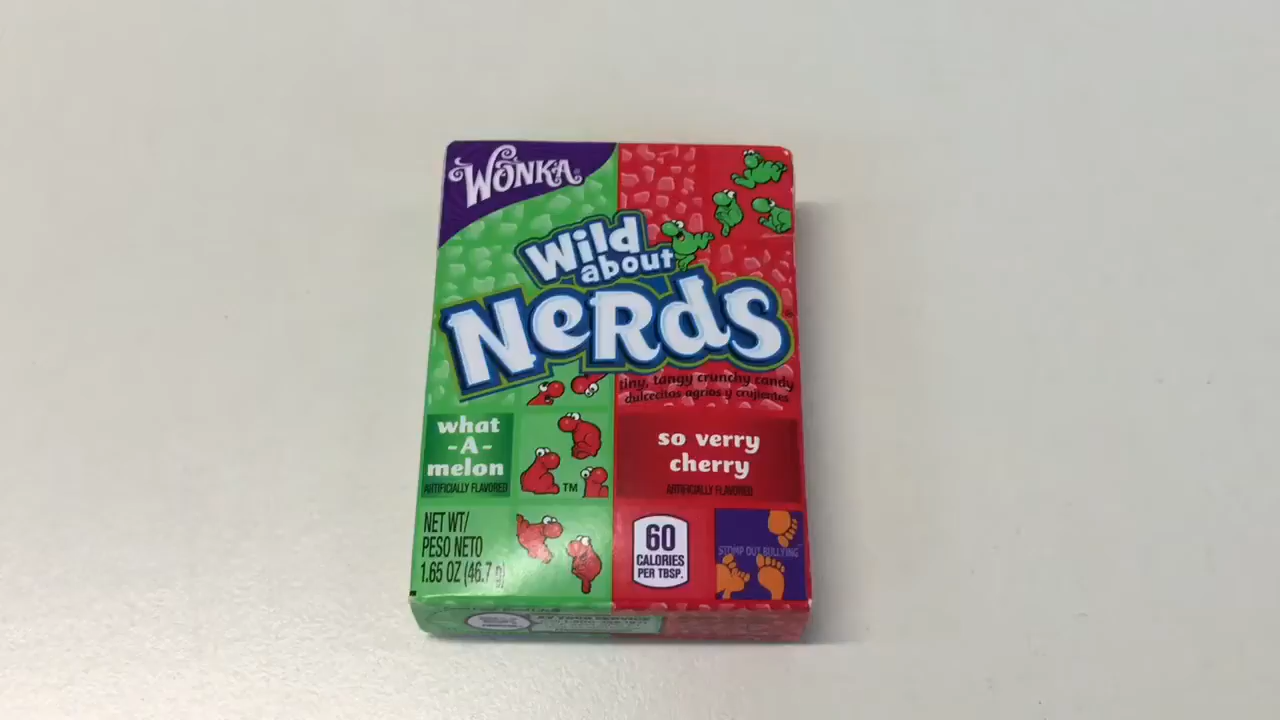 WONKA
Wild
about
NeRdS
tiny, tangy crunchy candy
dulcecitos agrios y crujientes
what
-A-
melon
ARTIFICIALLY FLAVORED
TM
so verry
cherry
ARTIFICIALLY FLAVORED
NET WT/
PESO NETO
1.65 OZ (46.7 g)
60
CALORIES
PER TBSP.
STOMP OUT BULLYING